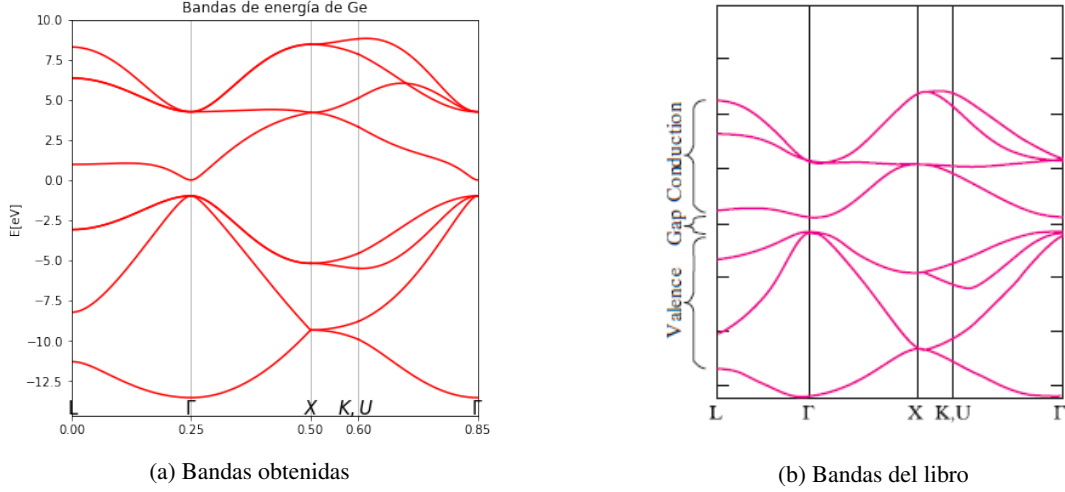 Bandas de energía de Ge
E[eV]
10.0
7.5
5.0
2.5
0.0
−2.5
−5.0
−7.5
−10.0
−12.5
L Γ X K, U Γ
0.00 0.25 0.50 0.60 0.85
(a) Bandas obtenidas
Conduction
Gap
Valence
L Γ X K,U Γ
(b) Bandas del libro